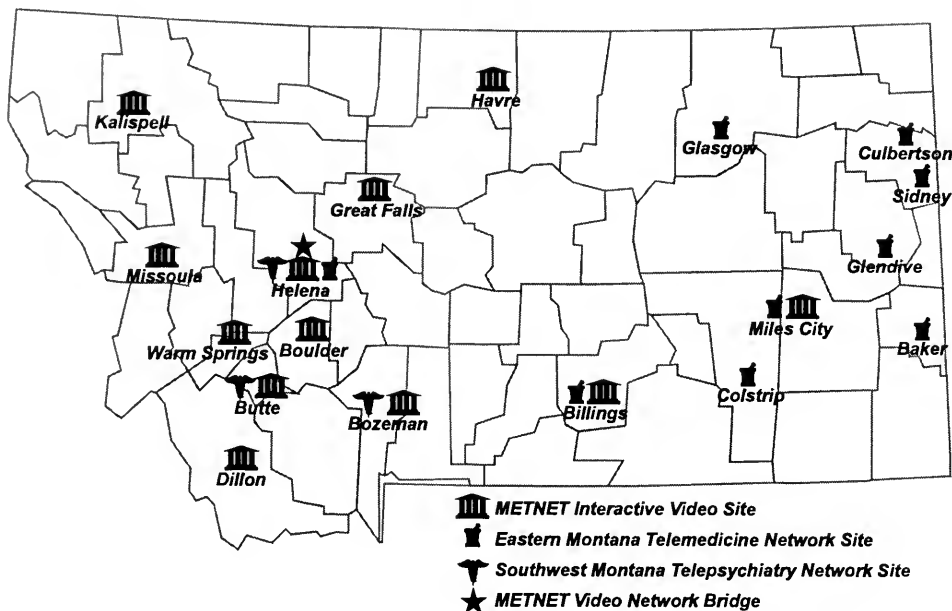 Havre
Kalispell
Glasgow
Culbertson
Sidney
Great Falls
Missoula
Helena
Glendive
Miles City
Warm Springs
Boulder
Baker
Colstrip
Butte
Bozeman
Billings
Dillon
METNET Interactive Video Site
Eastern Montana Telemedicine Network Site
Southwest Montana Telepsychiatry Network Site
METNET Video Network Bridge